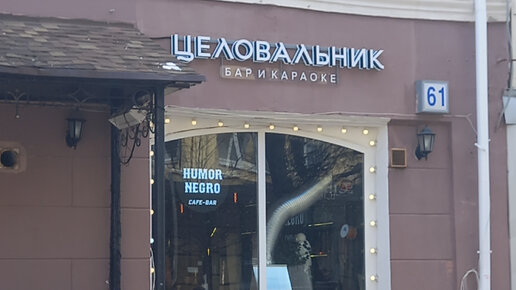 ЦЕЛОВАЛЬНИК
БАР И КАРАОКЕ
61
HUMOR
NEGRO
CAFE-BAR